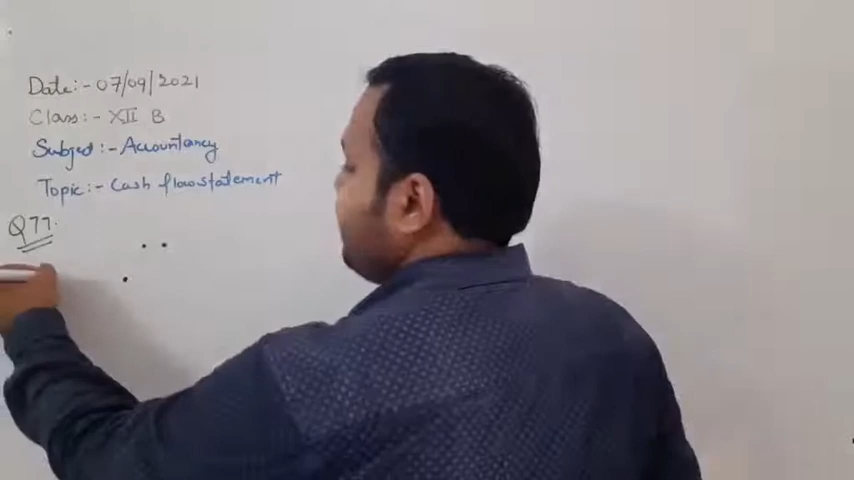 Date:- 07/09/2021
Class:- XII B
Subject:- Accountancy
Topic:- Cash flow statement
Q77.